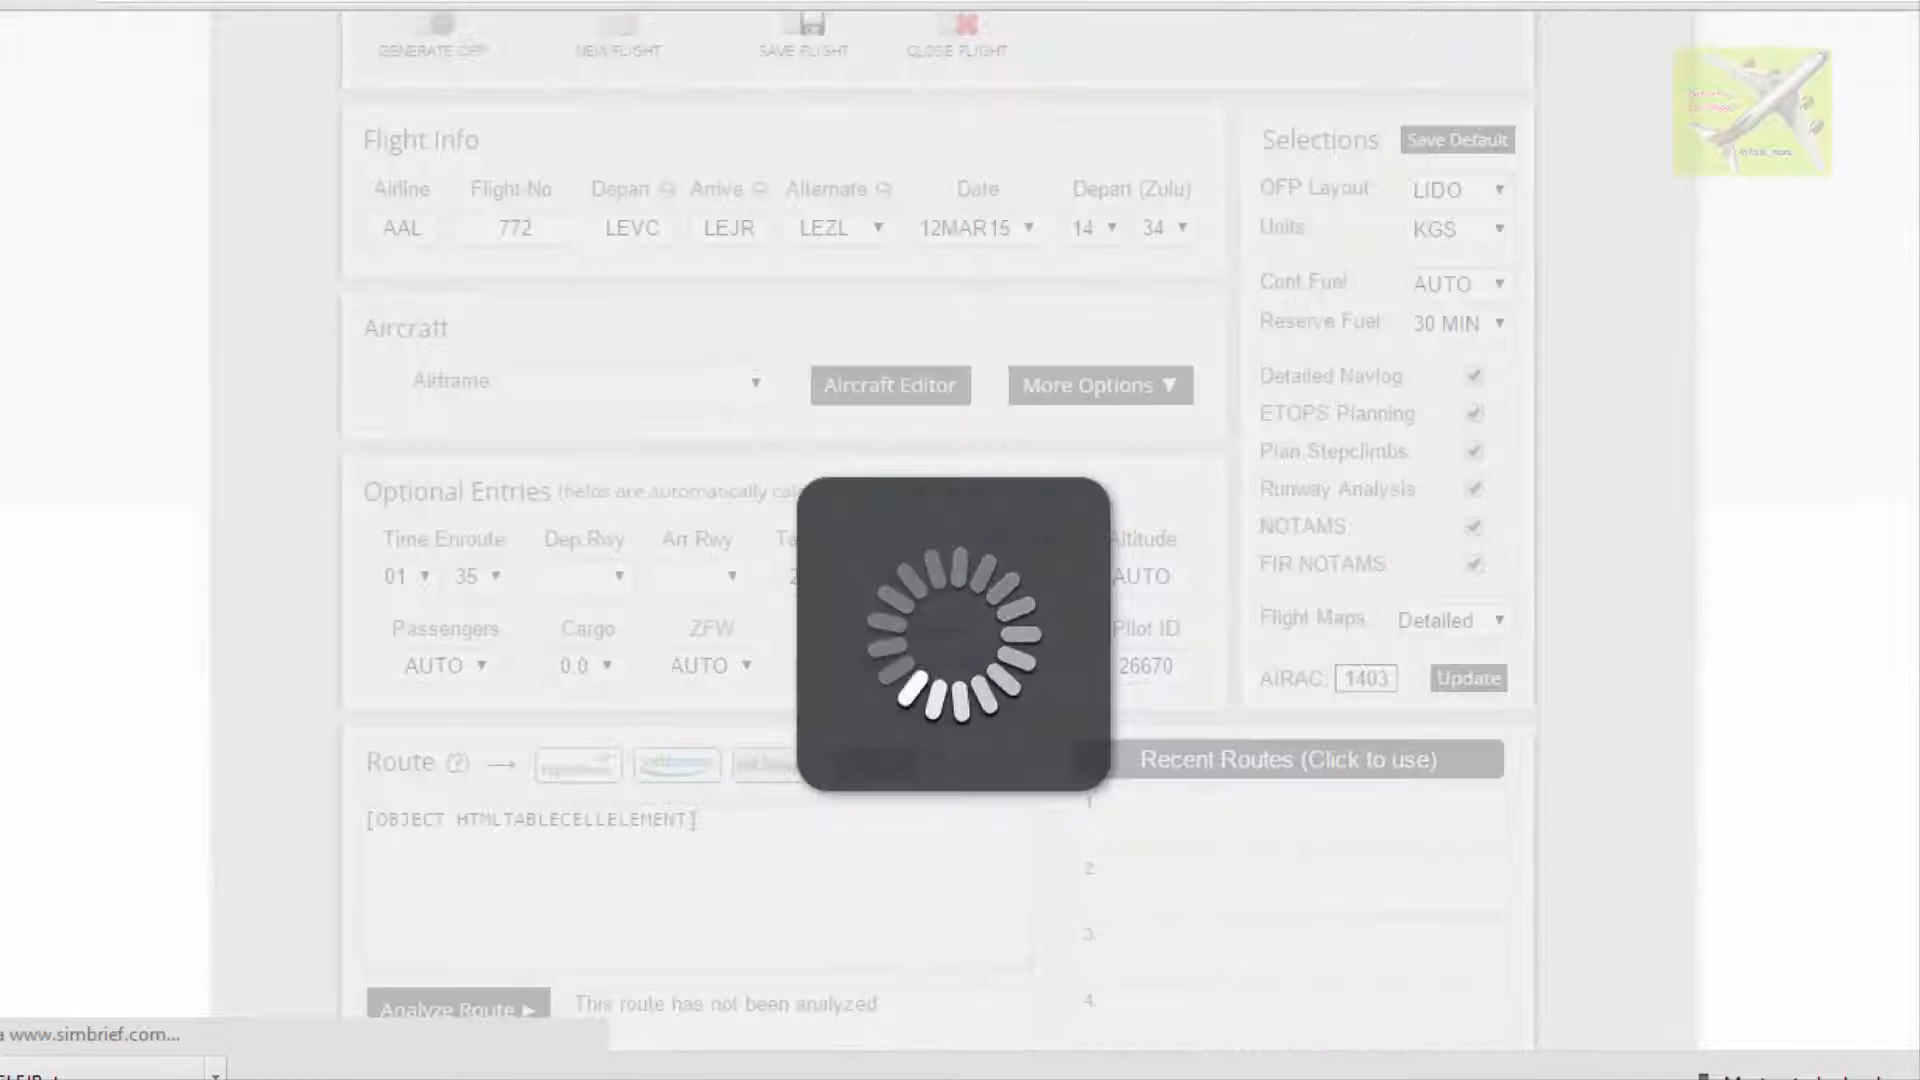 GENERATE OFP NEW FLIGHT SAVE FLIGHT CLOSE FLIGHT
Flight Info
Airline Flight No Depart Arrive Alternate Date Depart (Zulu)
AAL 772 LEVC LEJR LEZL 12MAR15 14 34
Aircraft
Airframe Aircraft Editor More Options ▼
Optional Entries (fields are automatically
Time Enroute Dep Rwy Arr Rwy Altitude
01 35 AUTO
Passengers Cargo ZFW Pilot ID
AUTO 0.0 AUTO 26670
Selections Save Default
OFP Layout LIDO
Units KGS
Cont Fuel AUTO
Reserve Fuel 30 MIN
Detailed Navlog
ETOPS Planning
Plan Stepclimbs
Runway Analysis
NOTAMS
FIR NOTAMS
Flight Maps Detailed
AIRAC: 1403 Update
Route (?) →
[OBJECT HTMLTABLECELLELEMENT]
Analyze Route ► This route has not been analyzed
Recent Routes (Click to use)
1.
2.
3.
4.
a www.simbrief.com...